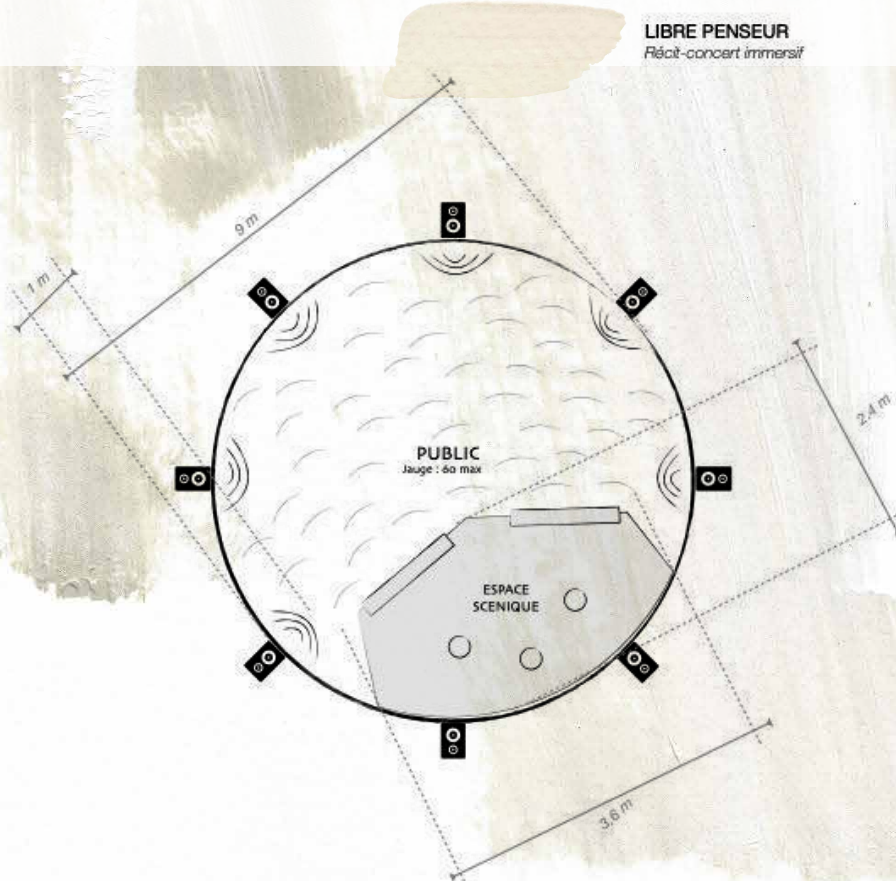 LIBRE PENSEUR
Récit-concert immersif
9 m
1 m
2.4 m
PUBLIC
Jauge : 60 max
ESPACE
SCENIQUE
3.6 m